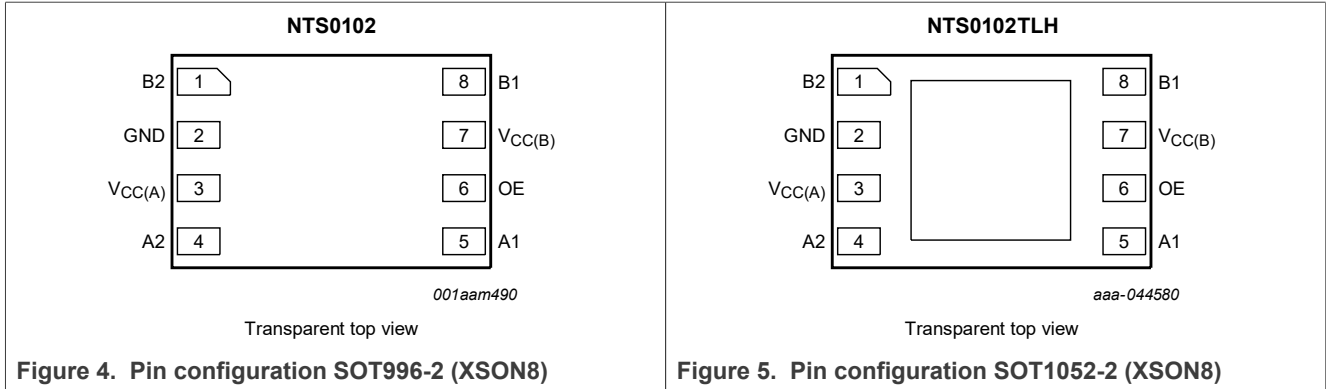 NTS0102
B2 1 8 B1
GND 2 7 VCC(B)
VCC(A) 3 6 OE
A2 4 5 A1
001aam490
Transparent top view
Figure 4. Pin configuration SOT996-2 (XSON8)
NTS0102TLH
B2 1 8 B1
GND 2 7 VCC(B)
VCC(A) 3 6 OE
A2 4 5 A1
aaa-044580
Transparent top view
Figure 5. Pin configuration SOT1052-2 (XSON8)